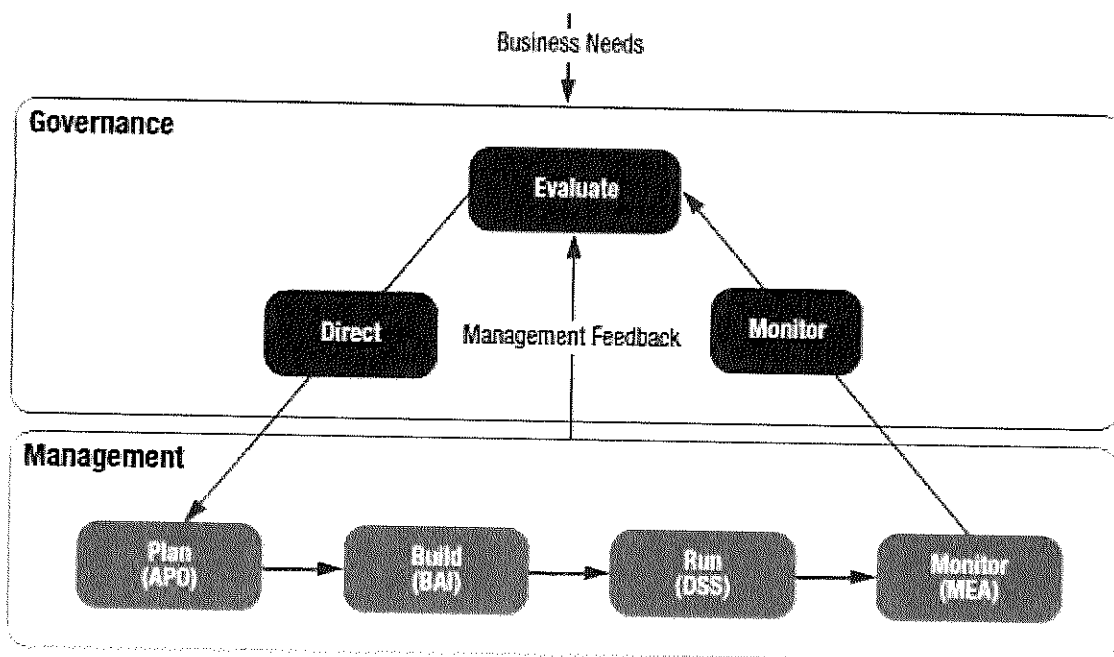 Business Needs
Governance
Evaluate
Direct
Management Feedback
Monitor
Management
Plan
(APO)
Build
(BAI)
Run
(DSS)
Monitor
(MEA)